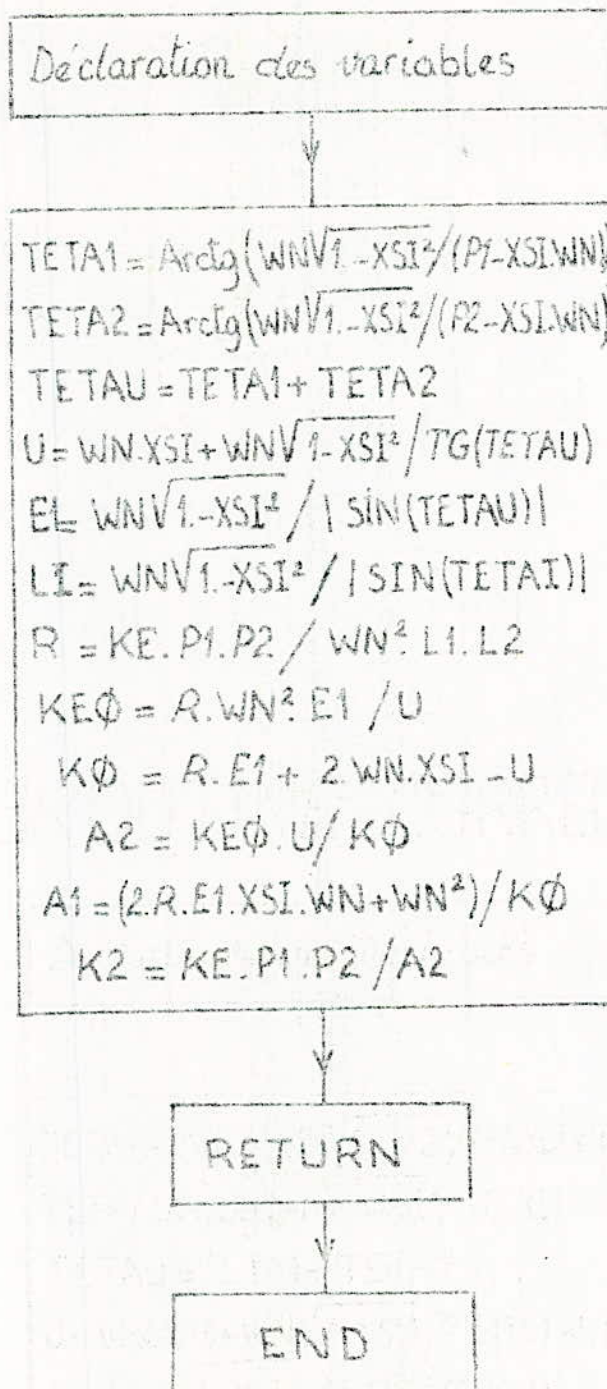 Déclaration des variables
TETA1 = Arctg(WN√1.-XSI²/(P1-XSI.WN)
TETA2 = Arctg(WN√1.-XSI²/(P2-XSI.WN)
TETAU = TETA1 + TETA2
U = WN.XSI + WN√1-XSI² / TG(TETAU)
E1= WN√1.-XSI² / | SIN(TETAU)|
LI = WN√1.-XSI² / | SIN(TETAI)|
R = KE.P1.P2 / WN².L1.L2
KEØ = R.WN².E1 / U
KØ = R.E1 + 2.WN.XSI - U
A2 = KEØ.U / KØ
A1 = (2.R.E1.XSI.WN + WN²) / KØ
K2 = KE.P1.P2 / A2
RETURN
END